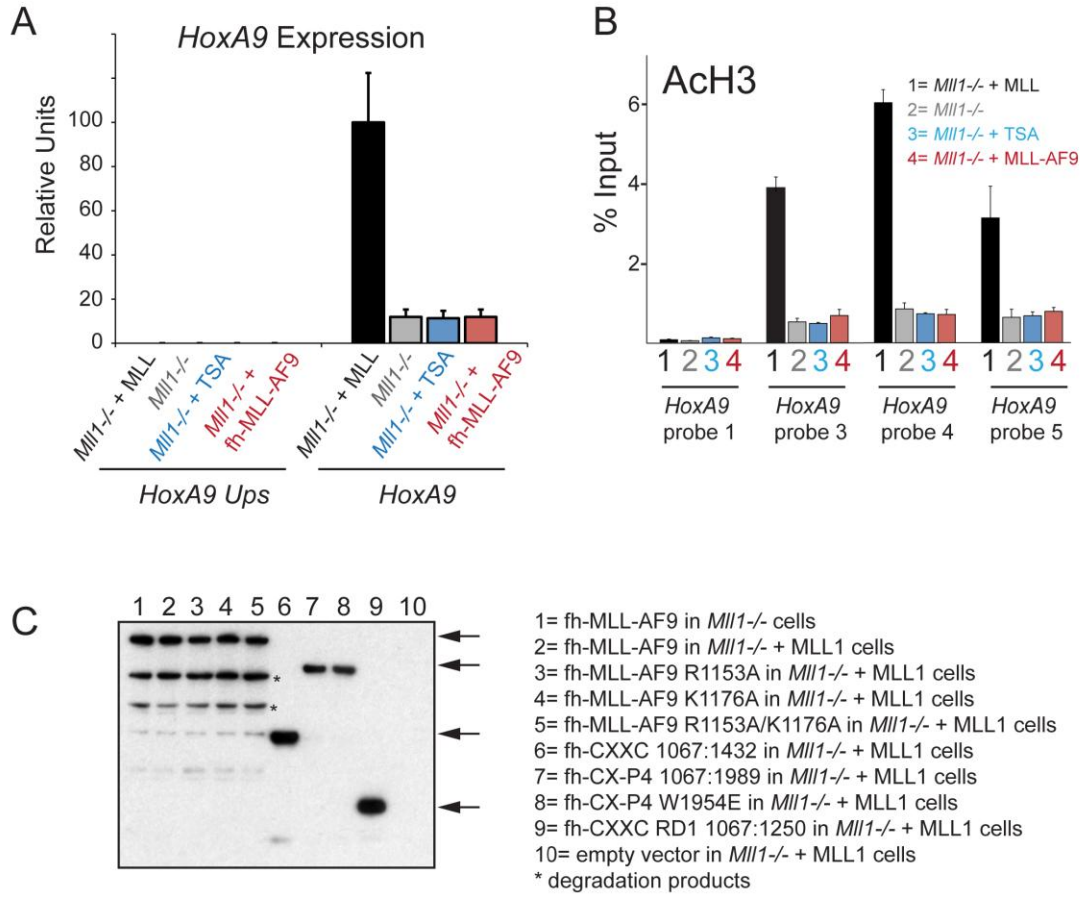 A
HoxA9 Expression
Relative Units
100
80
60
40
20
0
Mll1-/- + MLL
Mll1-/-
Mll1-/- + TSA
Mll1-/- +
fh-MLL-AF9
Mll1-/- + MLL
Mll1-/-
Mll1-/- + TSA
Mll1-/- +
fh-MLL-AF9
HoxA9 Ups
HoxA9
B
AcH3
1= Mll1-/- + MLL
2= Mll1-/-
3= Mll1-/- + TSA
4= Mll1-/- + MLL-AF9
% Input
6
4
2
1 2 3 4 1 2 3 4 1 2 3 4 1 2 3 4
HoxA9 HoxA9 HoxA9 HoxA9
probe 1 probe 3 probe 4 probe 5
C
1 2 3 4 5 6 7 8 9 10
*
*
1= fh-MLL-AF9 in Mll1-/- cells
2= fh-MLL-AF9 in Mll1-/- + MLL1 cells
3= fh-MLL-AF9 R1153A in Mll1-/- + MLL1 cells
4= fh-MLL-AF9 K1176A in Mll1-/- + MLL1 cells
5= fh-MLL-AF9 R1153A/K1176A in Mll1-/- + MLL1 cells
6= fh-CXXC 1067:1432 in Mll1-/- + MLL1 cells
7= fh-CX-P4 1067:1989 in Mll1-/- + MLL1 cells
8= fh-CX-P4 W1954E in Mll1-/- + MLL1 cells
9= fh-CXXC RD1 1067:1250 in Mll1-/- + MLL1 cells
10= empty vector in Mll1-/- + MLL1 cells
* degradation products